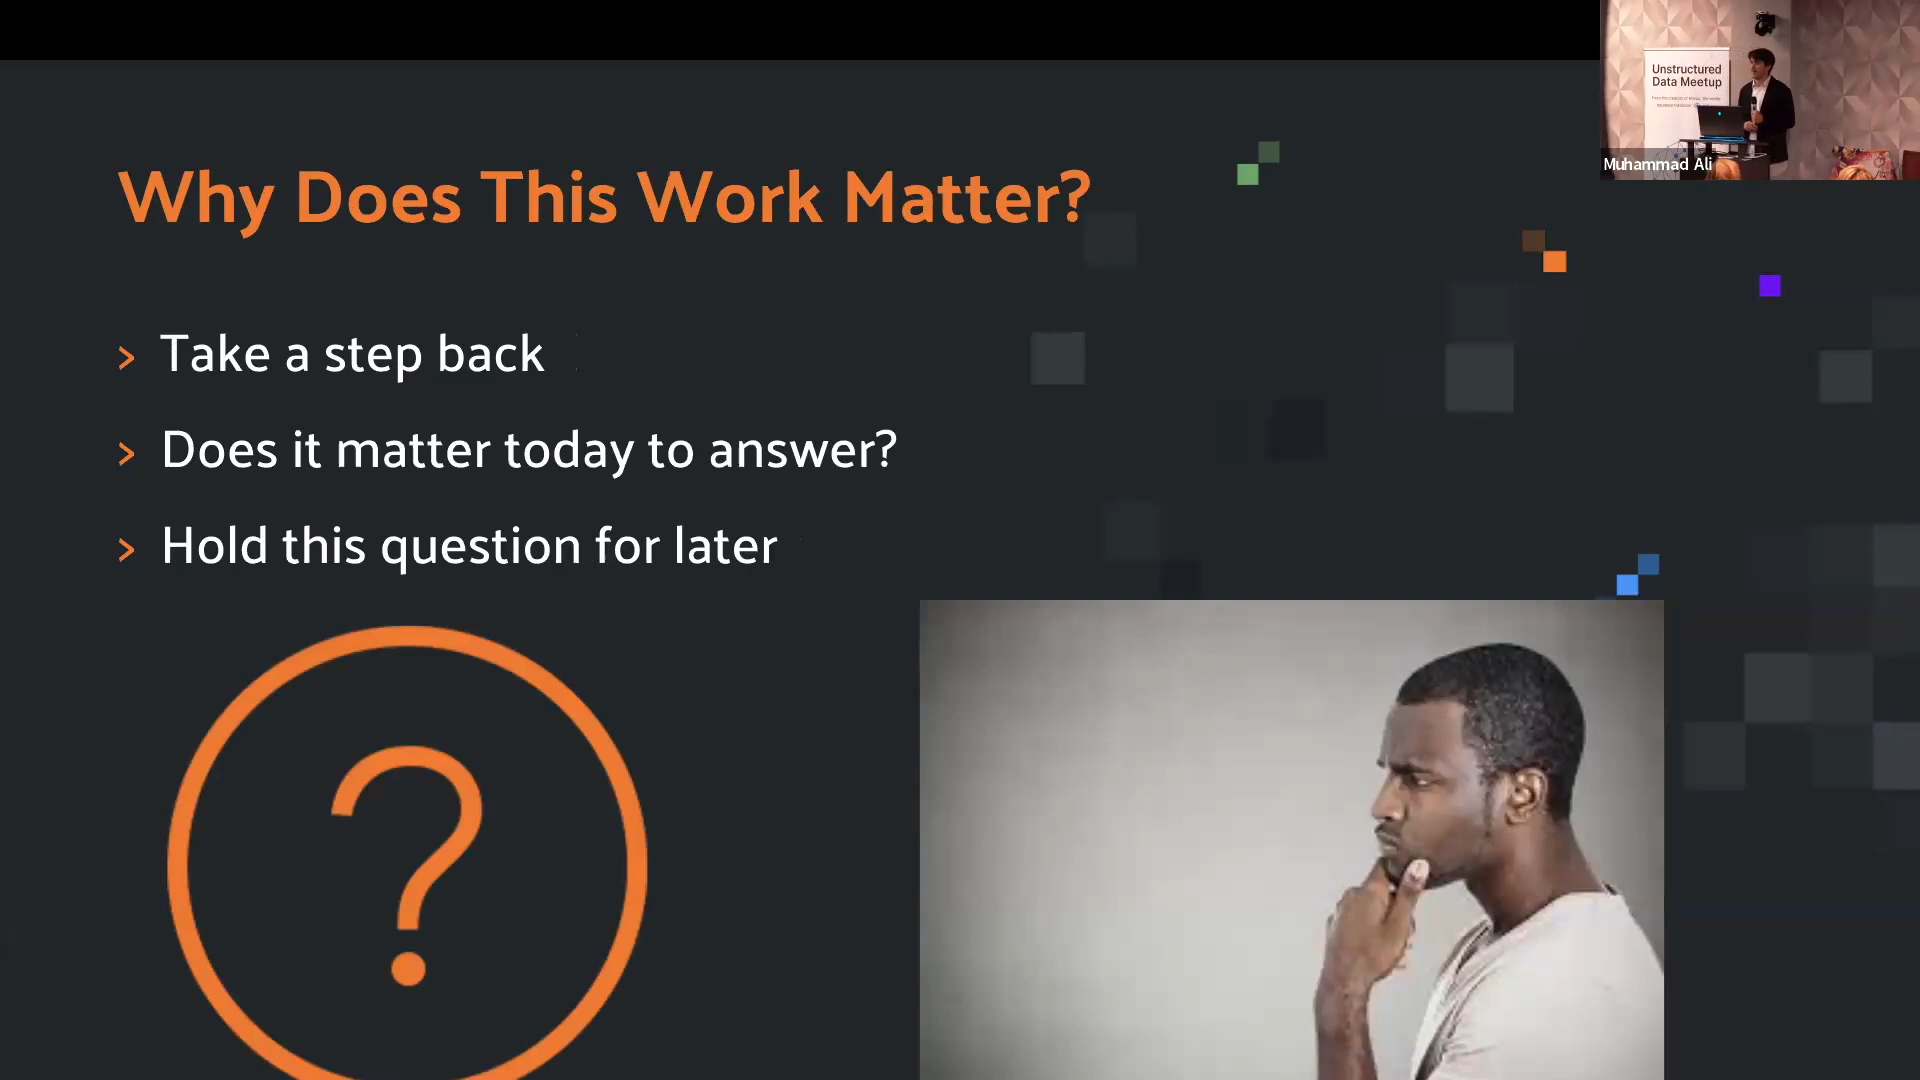 Why Does This Work Matter?
> Take a step back
> Does it matter today to answer?
> Hold this question for later
?
Unstructured
Data Meetup
Muhammad Ali